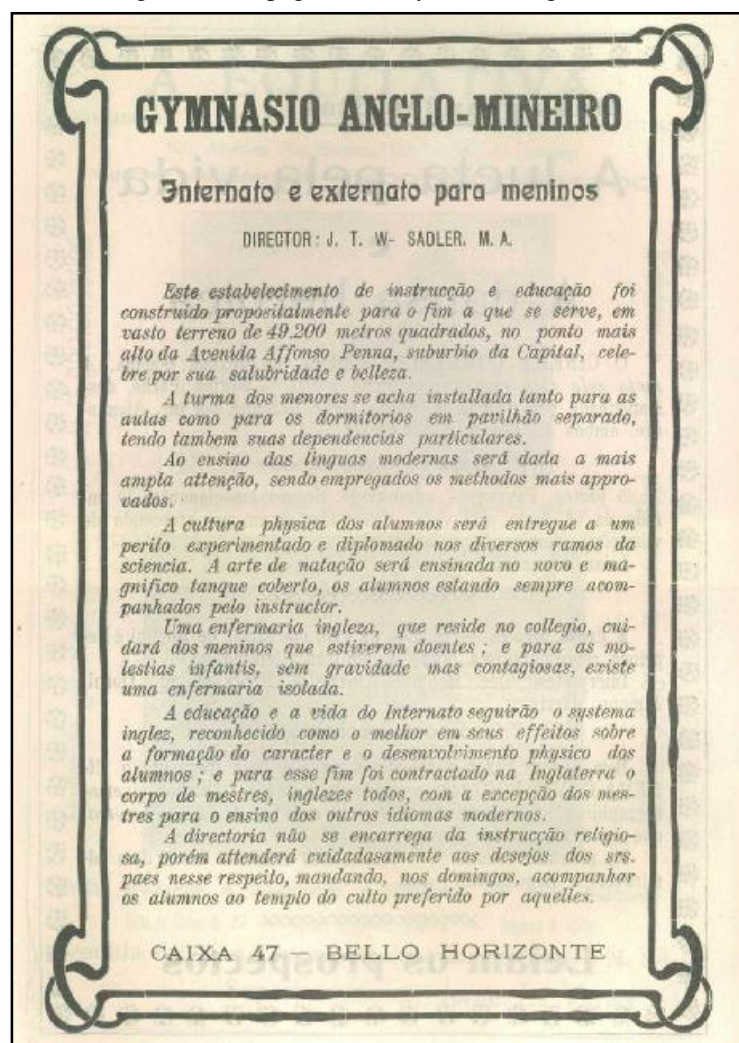 GYMNASIO ANGLO-MINEIRO
Internato e externato para meninos
DIRECTOR: J. T. W- SADLER. M. A.
Este estabelecimento de instrucção e educação foi
construido propositalmente para o fim a que se serve, em
vasto terreno de 49.200 metros quadrados, no ponto mais
alto da Avenida Affonso Penna, suburbio da Capital, cele-
bre por sua salubridade e belleza.
A turma dos menores se acha installada tanto para as
aulas como para os dormitorios em pavilhão separado,
tendo tambem suas dependencias particulares.
Ao ensino das linguas modernas será dada a mais
ampla attenção, sendo empregados os methodos mais appro-
vados.
A cultura physica dos alumnos será entregue a um
perito experimentado e diplomado nos diversos ramos da
sciencia. A arte de natação será ensinada no novo e ma-
gnifico tanque coberto, os alumnos estando sempre acom-
panhados pelo instructor.
Uma enfermaria ingleza, que reside no collegio, cui-
dará dos meninos que estiverem doentes ; e para as mo-
lestias infantis, sem gravidade mas contagiosas, existe
uma enfermaria isolada.
A educação e a vida do Internato seguirão o systema
inglez, reconhecido como o melhor em seus effeitos sobre
a formação do caracter e o desenvolvimento physico dos
alumnos ; e para esse fim foi contractado na Inglaterra o
corpo de mestres, inglezes todos, com a excepção dos mes-
tres para o ensino dos outros idiomas modernos.
A directoria não se encarrega da instrucção religio-
sa, porém attenderá cuidadasamente aos desejos dos srs.
paes nesse respeito, mandando, nos domingos, acompanhar
os alumnos ao templo do culto preferido por aquelles.
CAIXA 47 — BELLO HORIZONTE